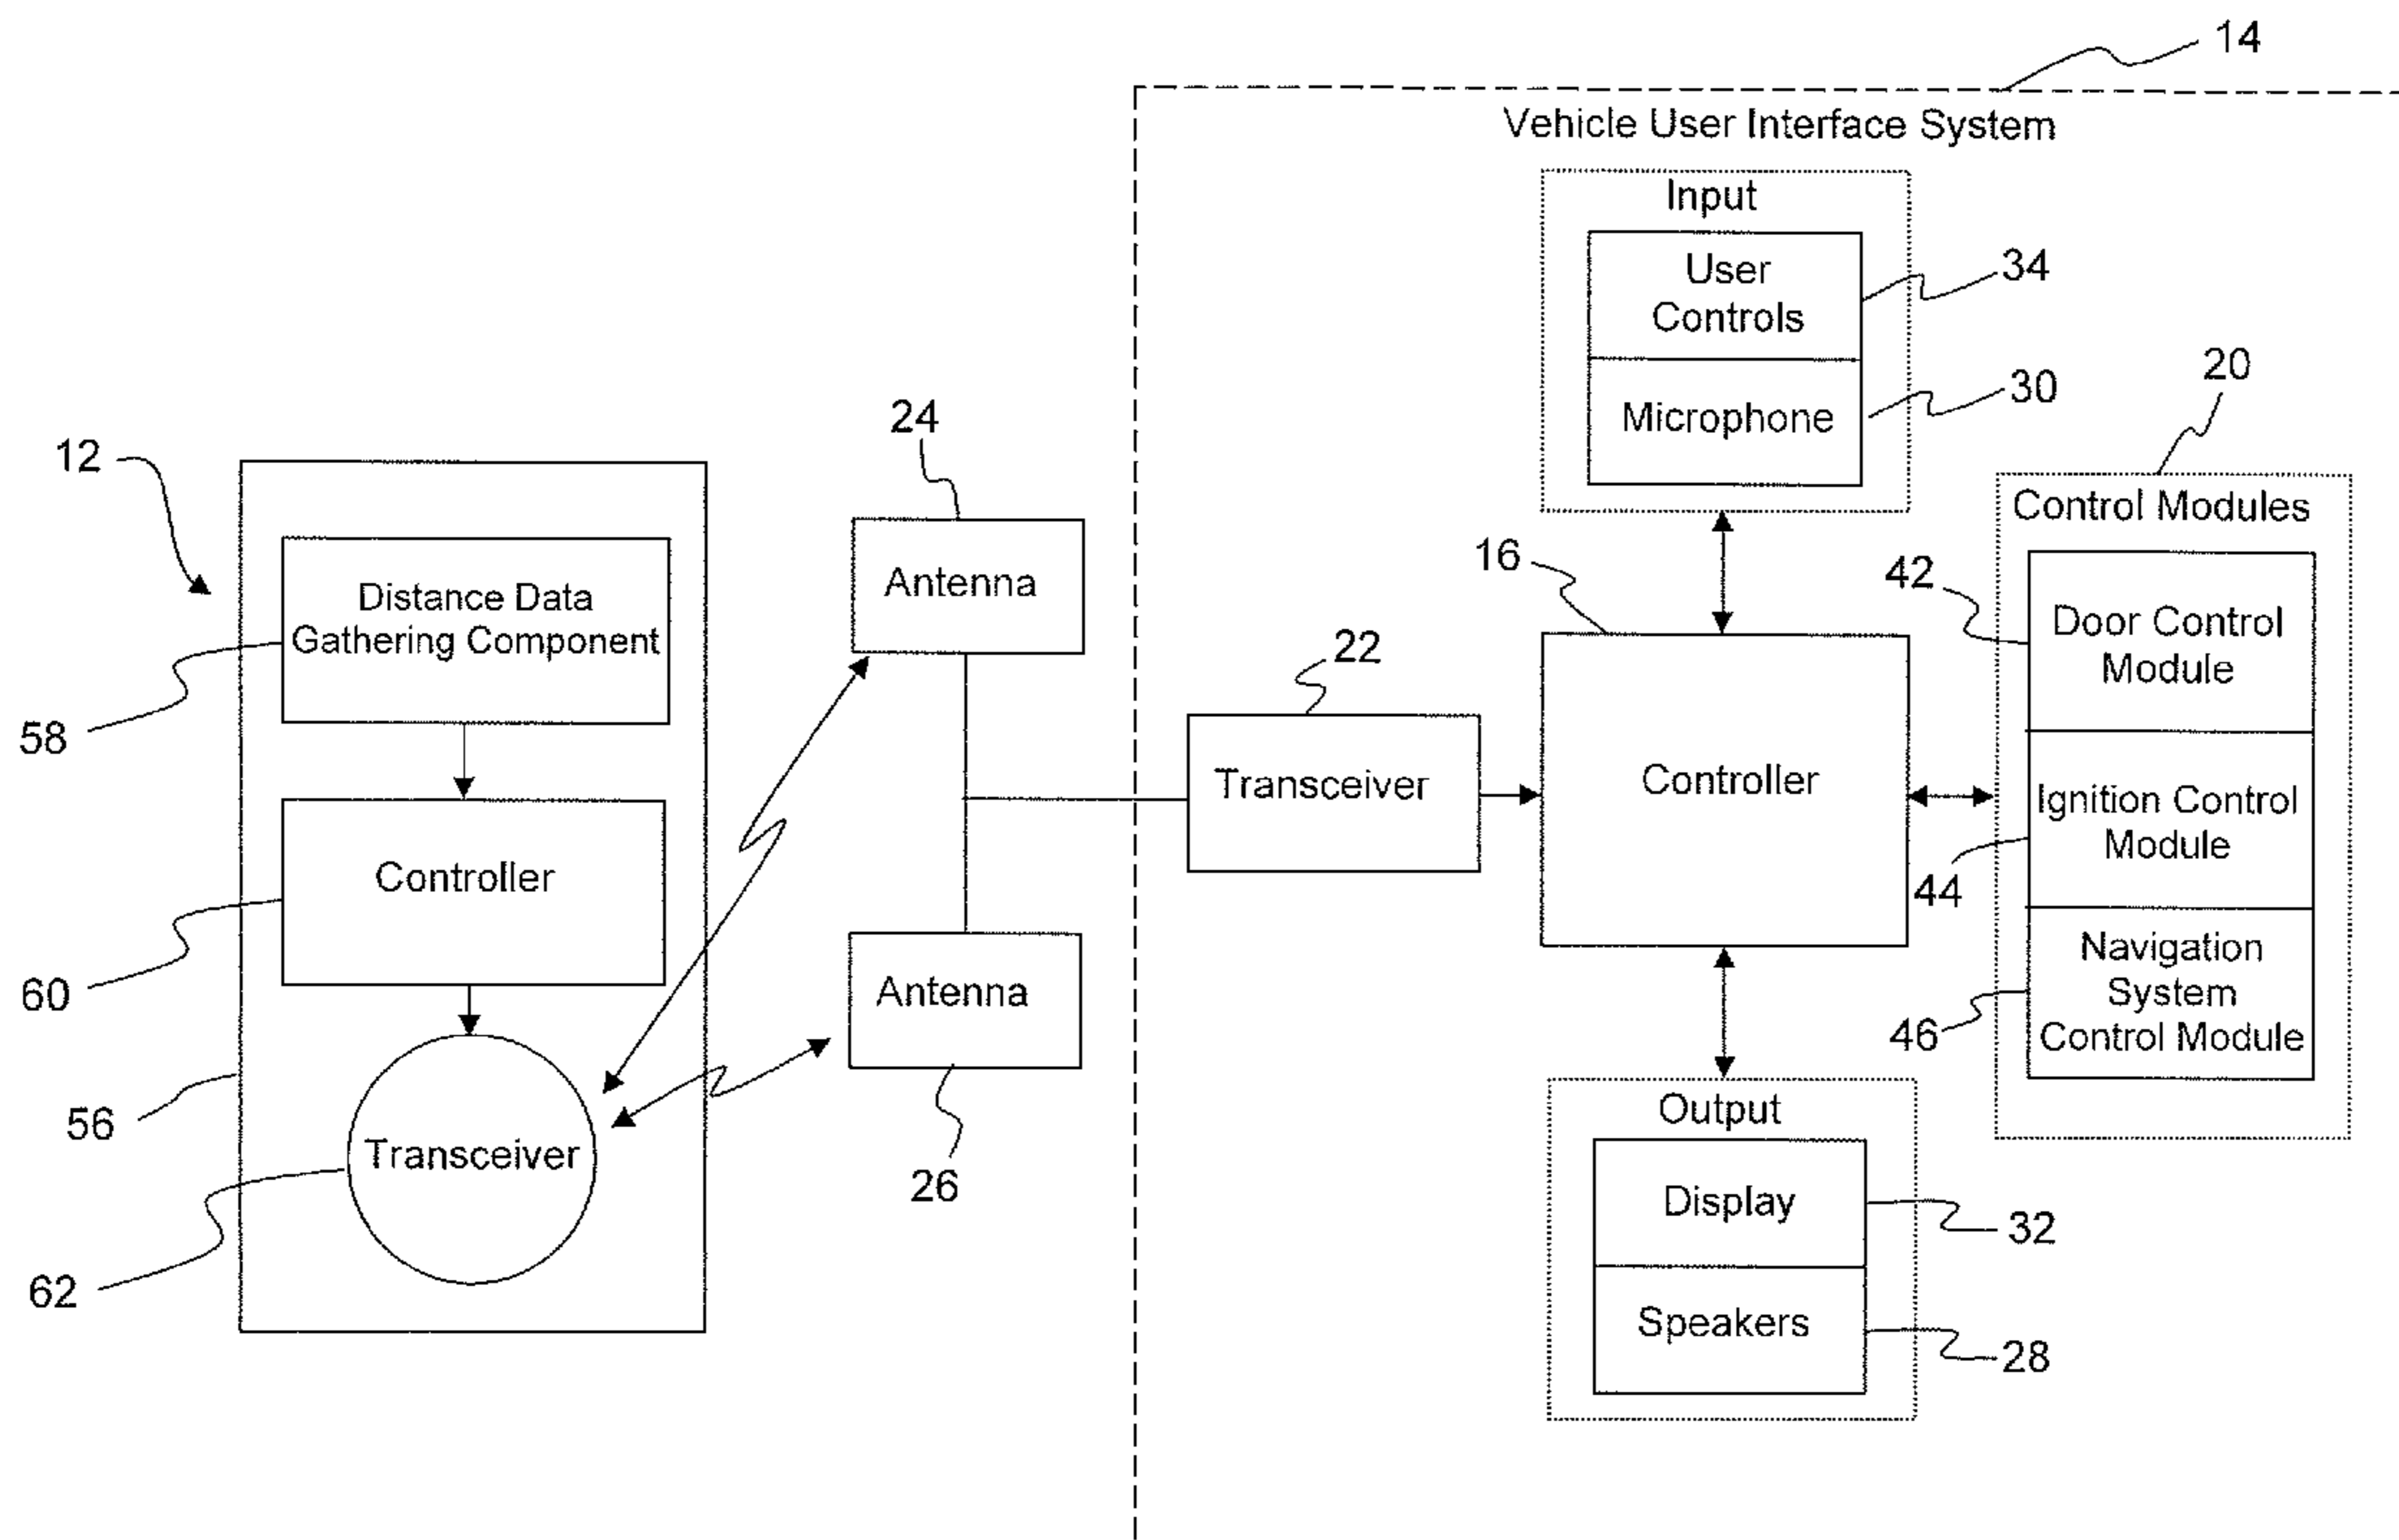 14
Vehicle User Interface System
Input
User
Controls
34
Microphone
30
20
Control Modules
12
24
Antenna
16
42
Door Control
Module
Distance Data
Gathering Component
58
22
Transceiver
Controller
Ignition Control
Module
44
Controller
60
Antenna
26
Navigation
System
Control Module
46
56
Transceiver
62
Output
Display
32
Speakers
28